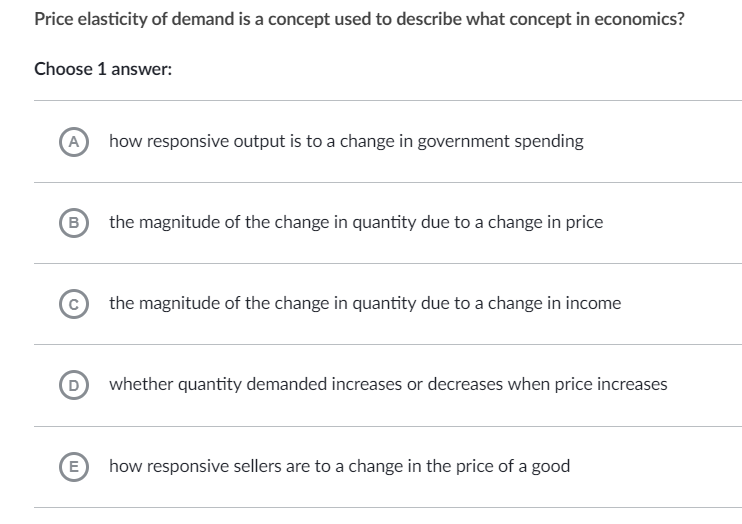 Price elasticity of demand is a concept used to describe what concept in economics?
Choose 1 answer:
A how responsive output is to a change in government spending
B the magnitude of the change in quantity due to a change in price
C the magnitude of the change in quantity due to a change in income
D whether quantity demanded increases or decreases when price increases
E how responsive sellers are to a change in the price of a good